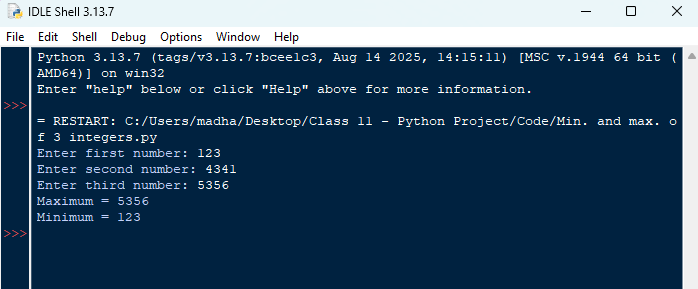 IDLE Shell 3.13.7
File Edit Shell Debug Options Window Help
Python 3.13.7 (tags/v3.13.7:bcee1c3, Aug 14 2025, 14:15:11) [MSC v.1944 64 bit (
AMD64)] on win32
Enter "help" below or click "Help" above for more information.
>>>
= RESTART: C:/Users/madha/Desktop/Class 11 - Python Project/Code/Min. and max. o
f 3 integers.py
Enter first number: 123
Enter second number: 4341
Enter third number: 5356
Maximum = 5356
Minimum = 123
>>>